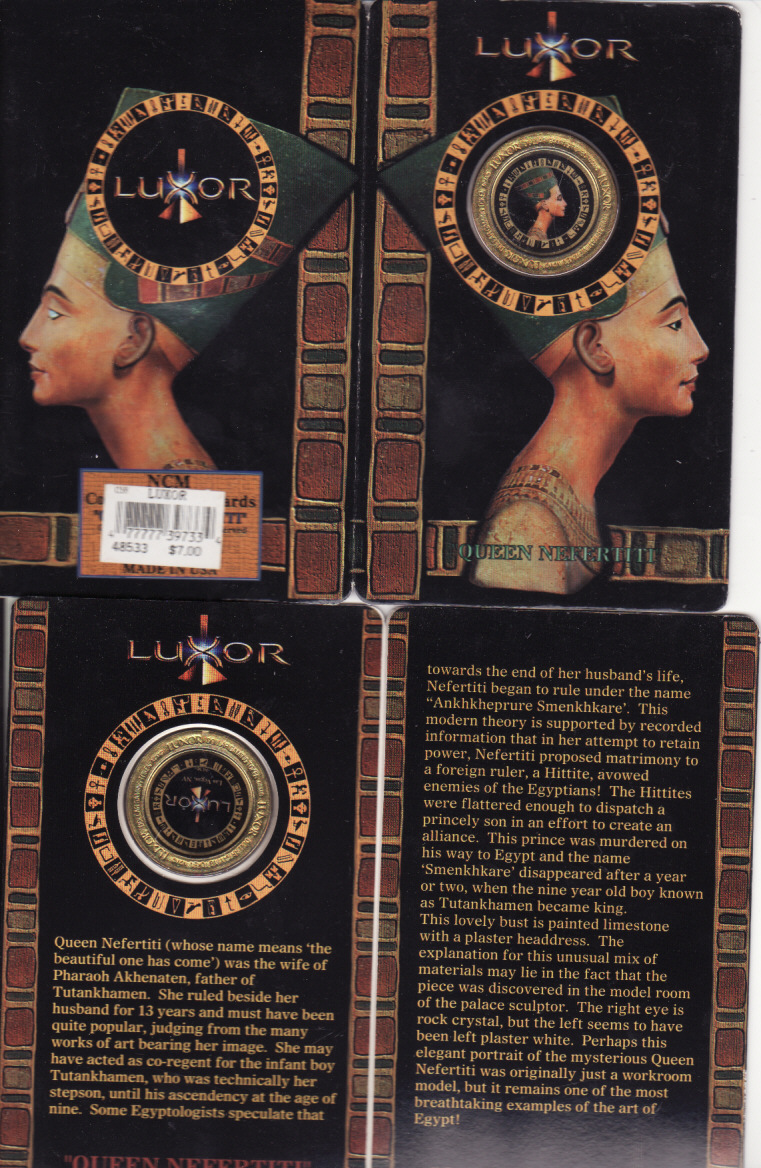 LUXOR
NCM
LUXOR
ards
77777 39733
48533 $7.00
MADE IN USA
LUXOR
LUXOR
LUXOR
QUEEN NEFERTITI
LUXOR
LUXOR
LUXOR
Las Vegas, NV
LUXOR
Queen Nefertiti (whose name means ‘the
beautiful one has come’) was the wife of
Pharaoh Akhenaten, father of
Tutankhamen. She ruled beside her
husband for 13 years and must have been
quite popular, judging from the many
works of art bearing her image. She may
have acted as co-regent for the infant boy
Tutankhamen, who was technically her
stepson, until his ascendency at the age of
nine. Some Egyptologists speculate that
"QUEEN NEFERTITI"
towards the end of her husband's life,
Nefertiti began to rule under the name
“Ankhkheprure Smenkhkare’. This
modern theory is supported by recorded
information that in her attempt to retain
power, Nefertiti proposed matrimony to
a foreign ruler, a Hittite, avowed
enemies of the Egyptians! The Hittites
were flattered enough to dispatch a
princely son in an effort to create an
alliance. This prince was murdered on
his way to Egypt and the name
‘Smenkhkare’ disappeared after a year
or two, when the nine year old boy known
as Tutankhamen became king.
This lovely bust is painted limestone
with a plaster headdress. The
explanation for this unusual mix of
materials may lie in the fact that the
piece was discovered in the model room
of the palace sculptor. The right eye is
rock crystal, but the left seems to have
been left plaster white. Perhaps this
elegant portrait of the mysterious Queen
Nefertiti was originally just a workroom
model, but it remains one of the most
breathtaking examples of the art of
Egypt!